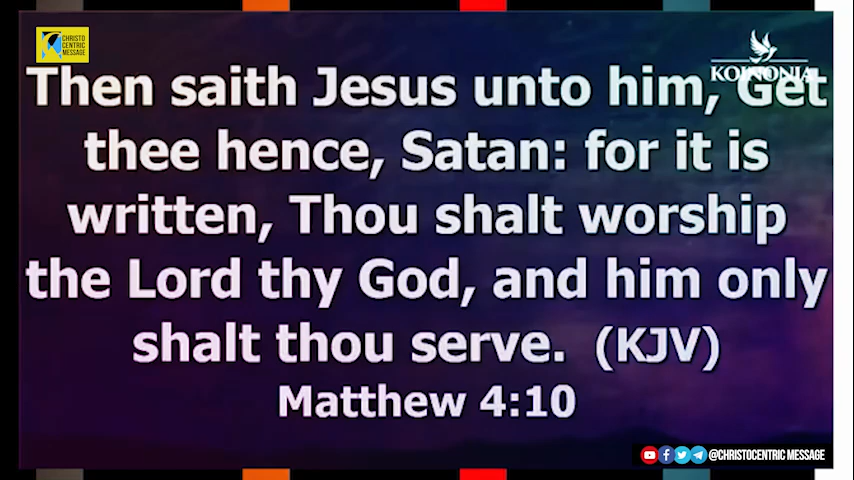 CHRISTO
CENTRIC
MESSAGE
KOINONIA
Then saith Jesus unto him, Get
thee hence, Satan: for it is
written, Thou shalt worship
the Lord thy God, and him only
shalt thou serve. (KJV)
Matthew 4:10
@CHRISTOCENTRIC MESSAGE